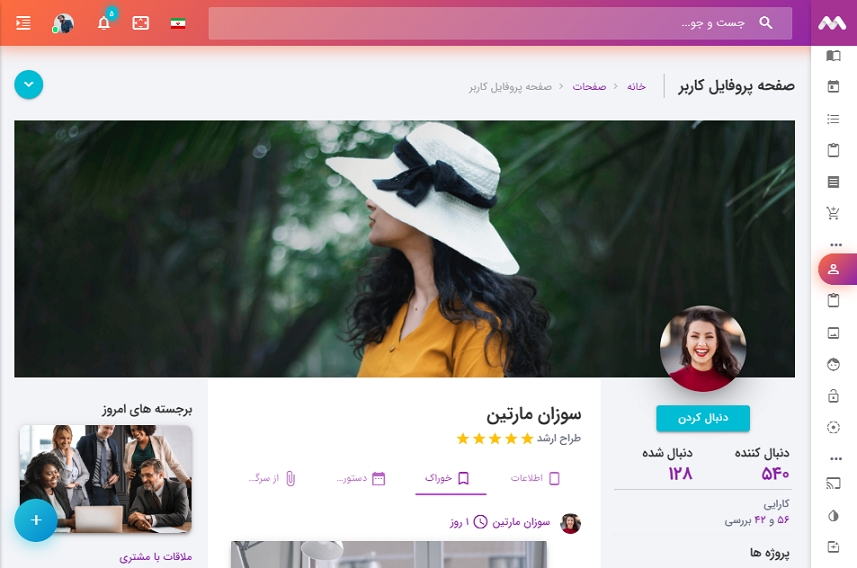 جست و جو...
۵
صفحه پروفایل کاربر
خانه > صفحات > صفحه پروفایل کاربر
دنبال کردن
دنبال کننده
۵۴۰
دنبال شده
۱۲۸
کارایی
۵۶ و ۴۲ بررسی
پروژه ها
سوزان مارتین
طراح ارشد
اطلاعات
خوراک
دستور...
از سرگ...
سوزان مارتین ۱ روز
برجسته های امروز
ملاقات با مشتری